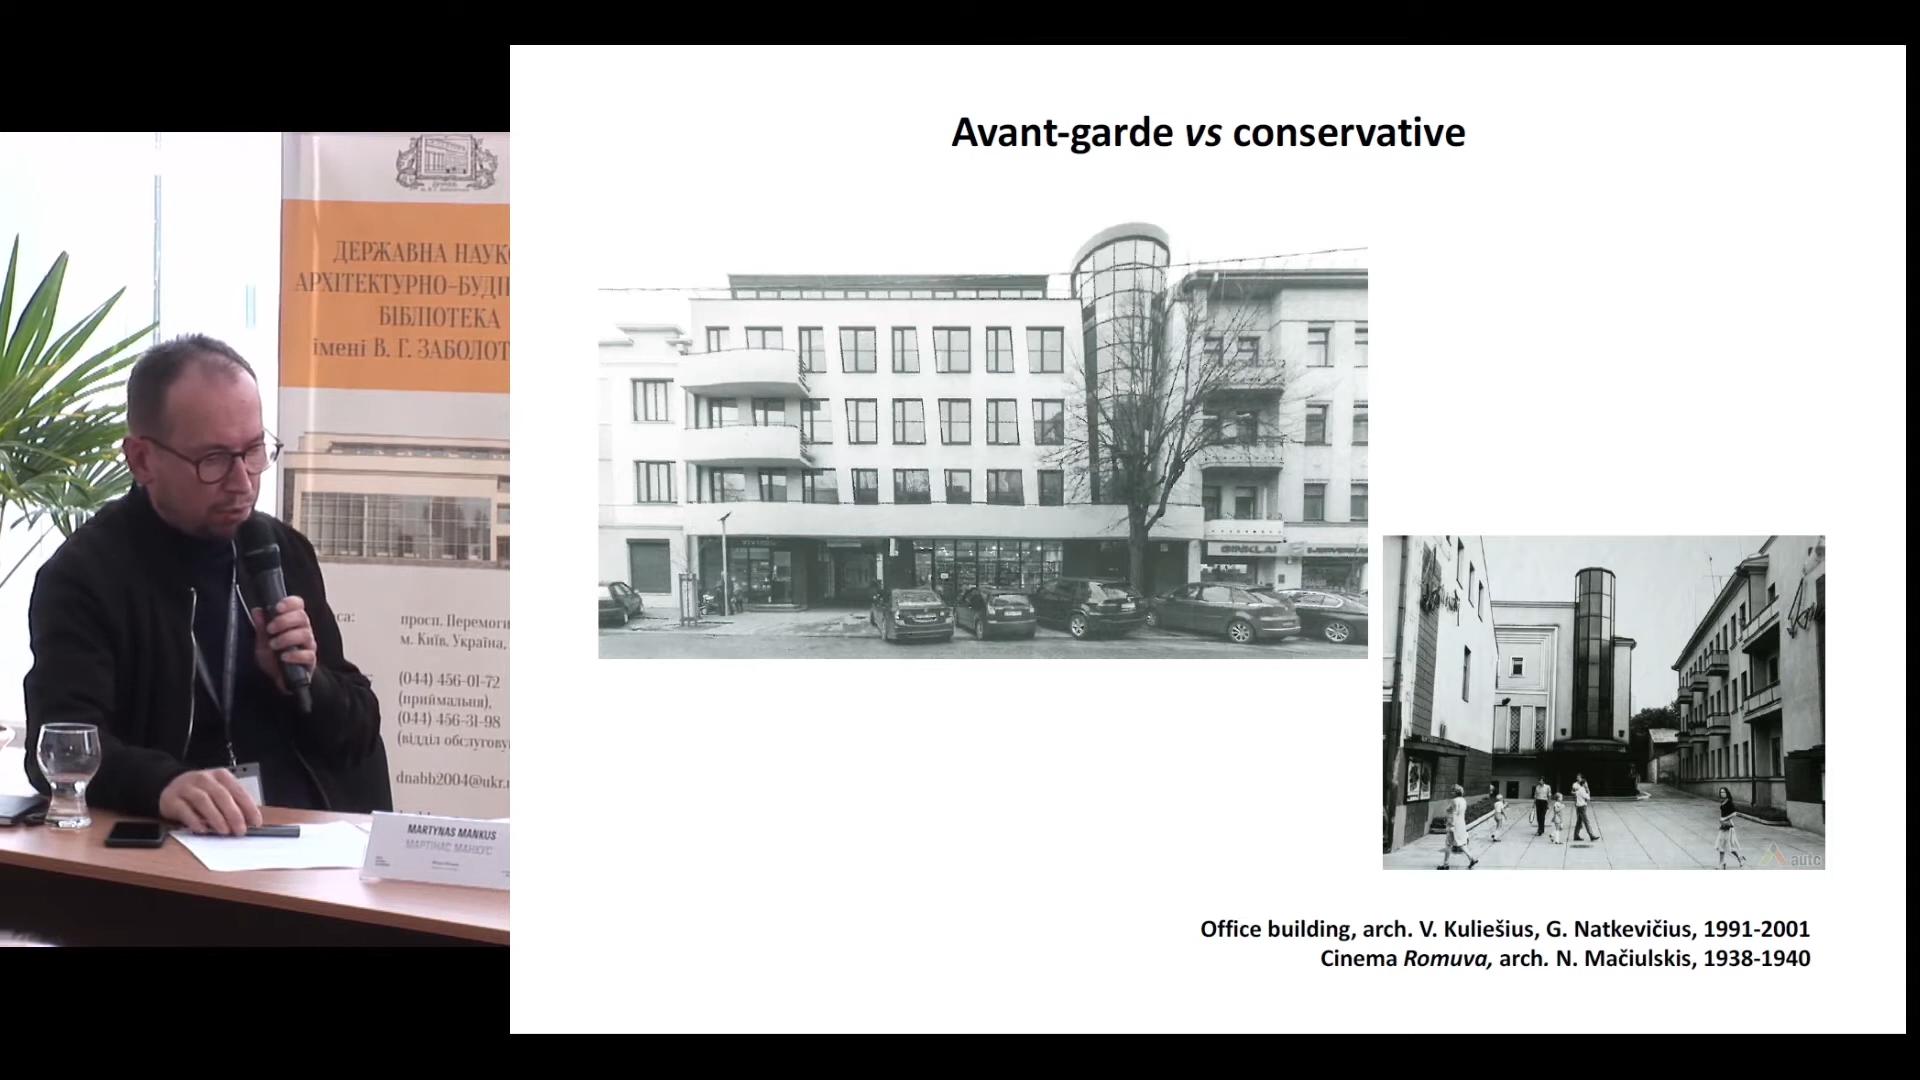 ДЕРЖАВНА НАУКО
АРХІТЕКТУРНО-БУДІ
БІБЛІОТЕКА
імені В. Г. ЗАБОЛОТ
са:
просп. Перемоги
м. Київ, Україна,
(044) 456-01-72
(приймальня),
(044) 456-31-98
(відділ обслугову
dnabb2004@ukr.
MARTYNAS MANKUS
МАРТІНАС МАНКУС
Avant-garde vs conservative
GINKLAI
autc
Office building, arch. V. Kuliešius, G. Natkevičius, 1991-2001
Cinema Romuva, arch. N. Mačiulskis, 1938-1940